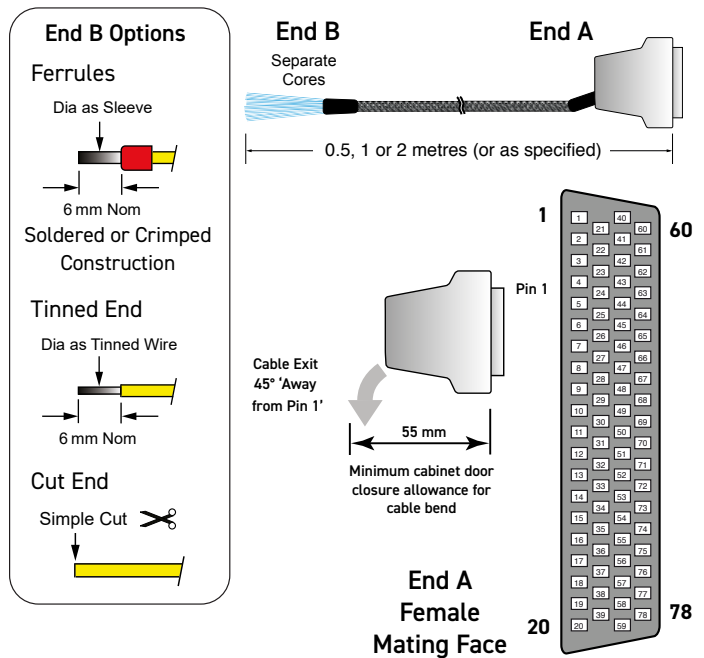 End B Options
Ferrules
Dia as Sleeve
6 mm Nom
Soldered or Crimped
Construction
Tinned End
Dia as Tinned Wire
6 mm Nom
Cut End
Simple Cut
End B
Separate
Cores
End A
0.5, 1 or 2 metres (or as specified)
Pin 1
Cable Exit
45° 'Away
from Pin 1'
55 mm
Minimum cabinet door
closure allowance for
cable bend
End A
Female
Mating Face
1
60
20
78
1 40
21 60
2 41
22 61
3 42
23 62
4 43
24 63
5 44
25 64
6 45
26 65
7 46
27 66
8 47
28 67
9 48
29 68
10 49
30 69
11 50
31 70
12 51
32 71
13 52
33 72
14 53
34 73
15 54
35 74
16 55
36 75
17 56
37 76
18 57
38 77
19 58
39 78
20 59